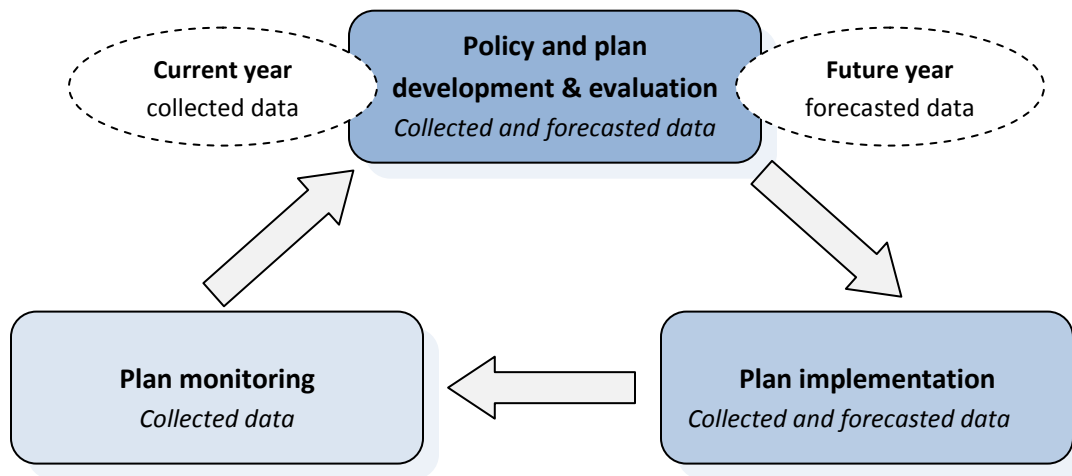 Policy and plan
development & evaluation
Collected and forecasted data
Current year
collected data
Future year
forecasted data
Plan monitoring
Collected data
Plan implementation
Collected and forecasted data